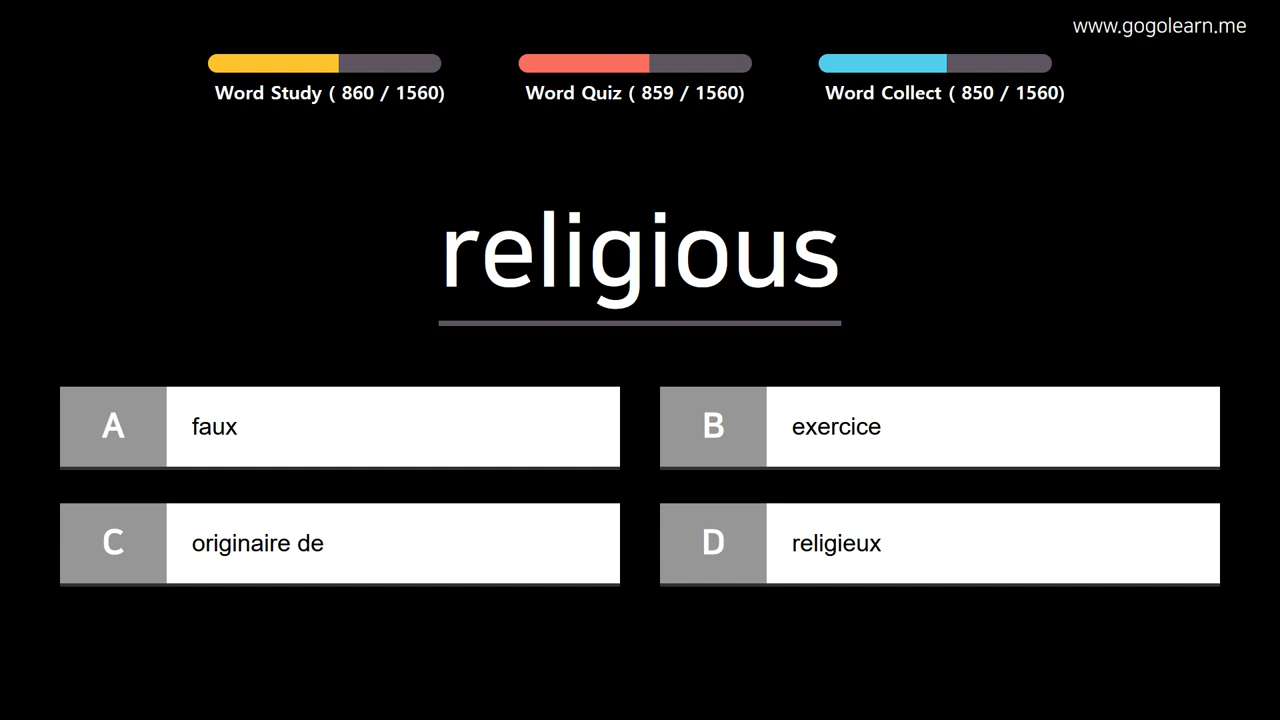 www.gogolearn.me
Word Study ( 860 / 1560)
Word Quiz ( 859 / 1560)
Word Collect ( 850 / 1560)
religious
A faux
B exercice
C originaire de
D religieux